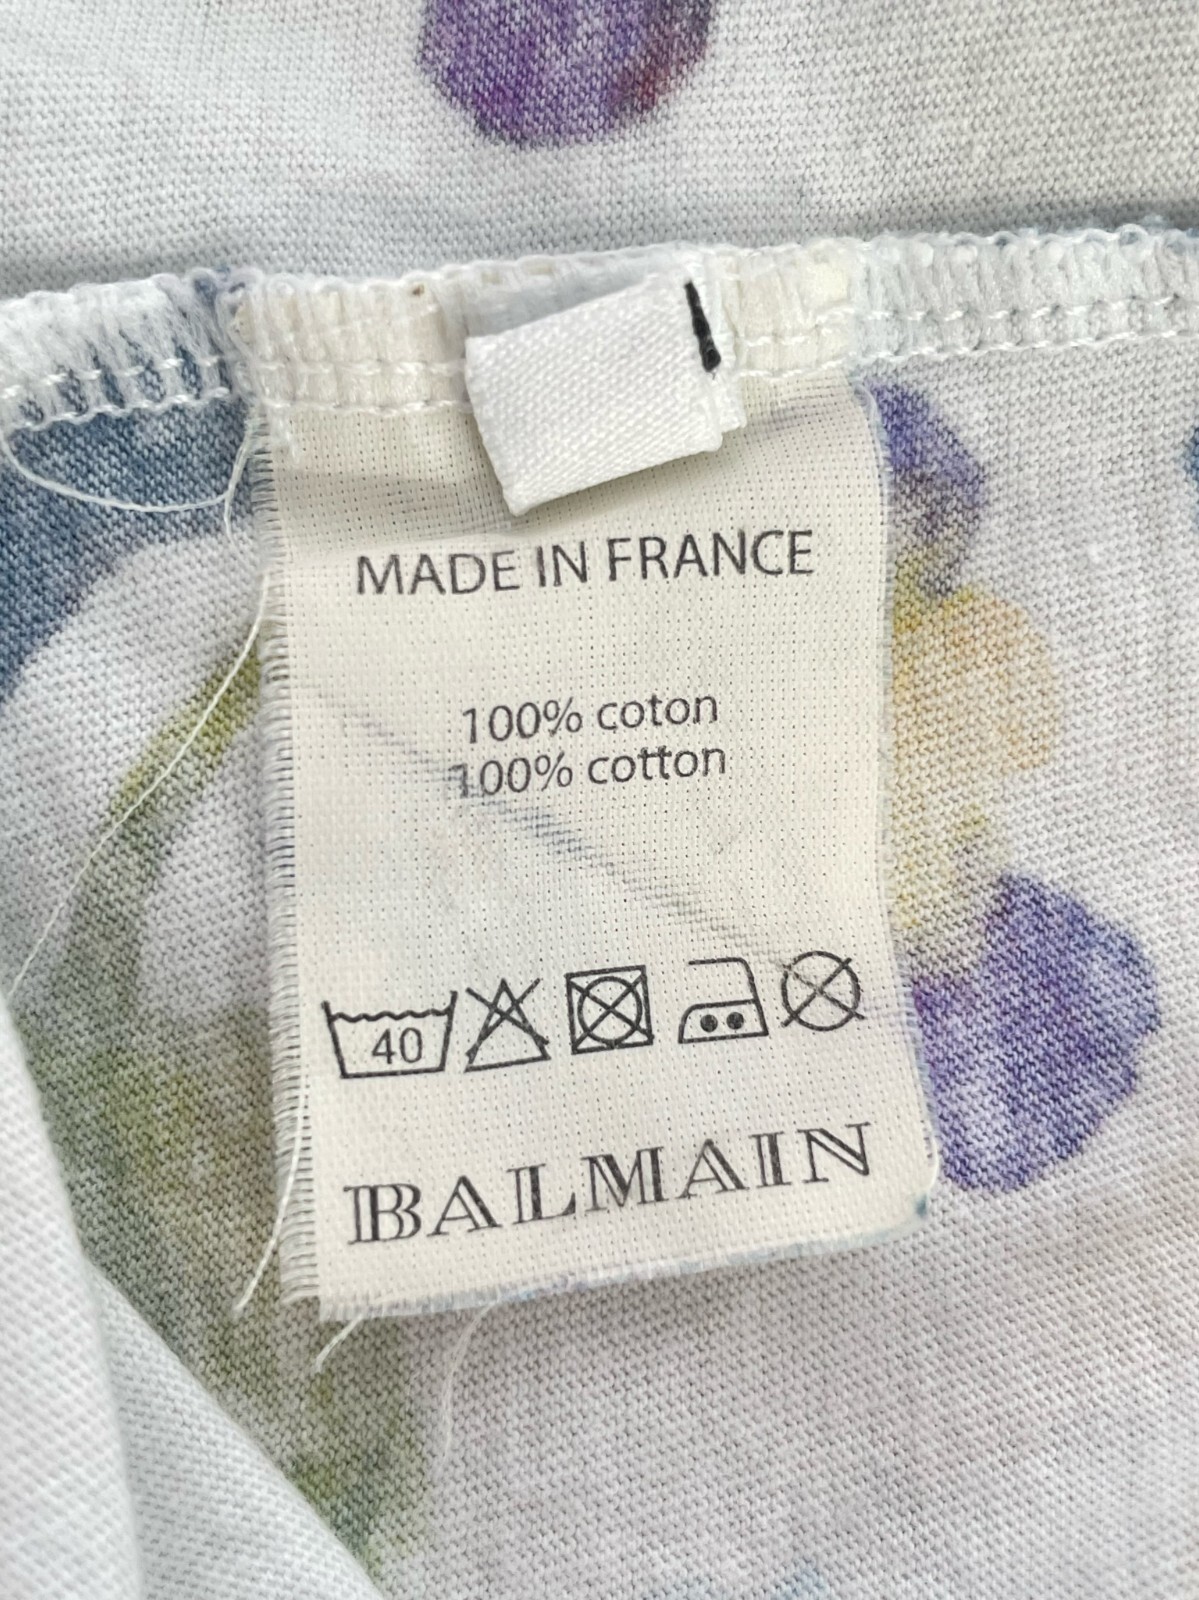 MADE IN FRANCE
100% coton
100% cotton
40
BALMAIN